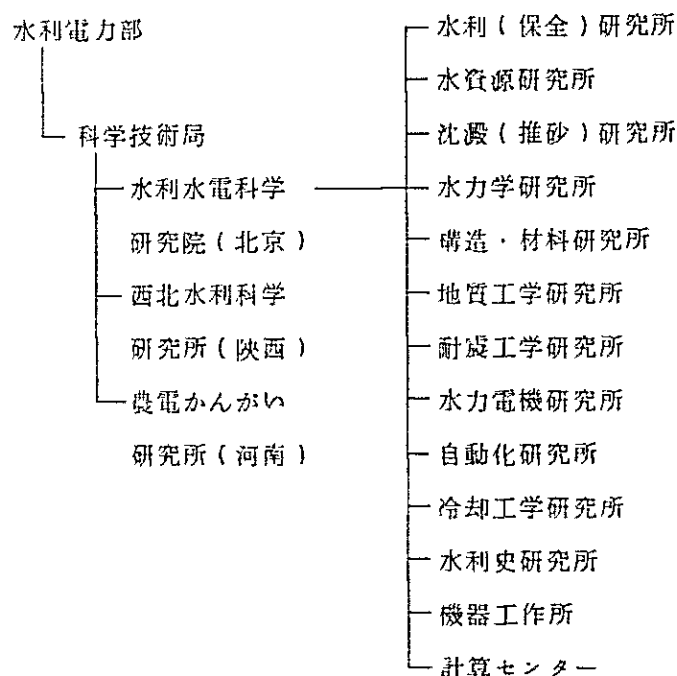 水利電力部
科学技術局
水利水電科学
研究院(北京)
西北水利科学
研究所(陜西)
農電かんがい
研究所(河南)
水利(保全)研究所
水資源研究所
沈澱(推砂)研究所
水力学研究所
構造・材料研究所
地質工学研究所
耐震工学研究所
水力電機研究所
自動化研究所
冷却工学研究所
水利史研究所
機器工作所
計算センター